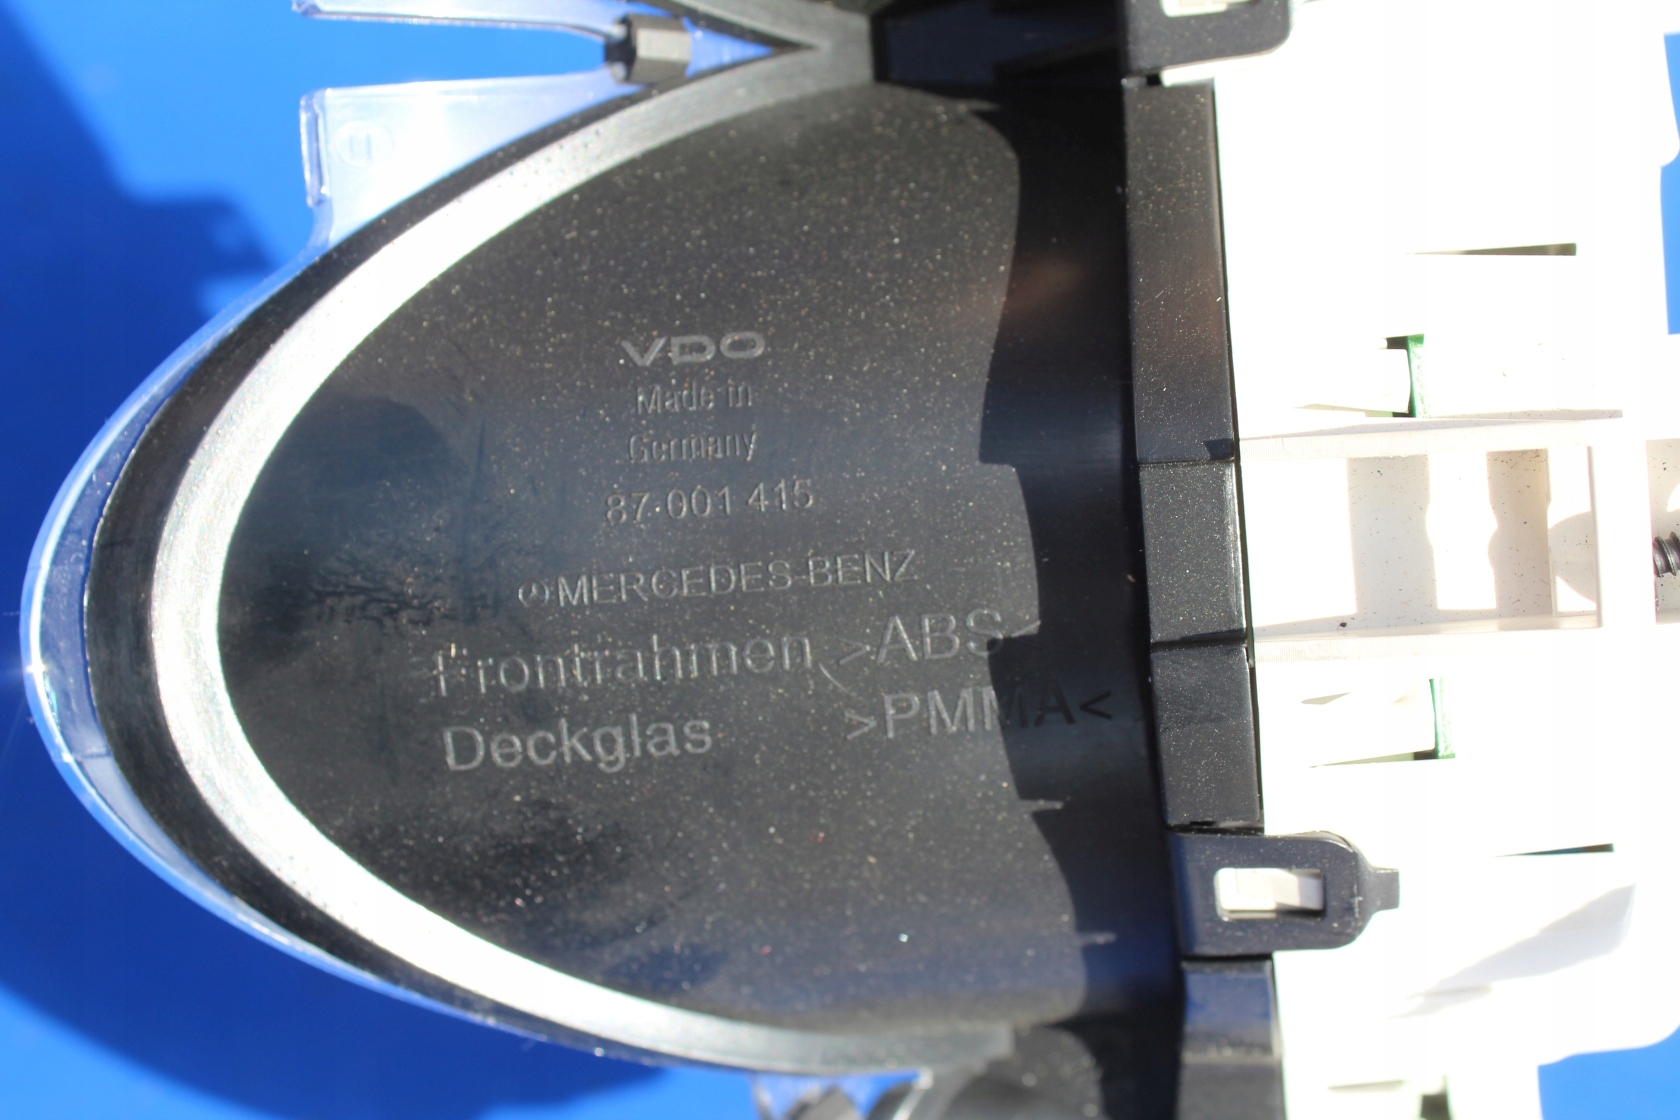 VDO
Made in
Germany
87·001 415
MERCEDES-BENZ
Frontrahmen >ABS<
Deckglas >PMMA<